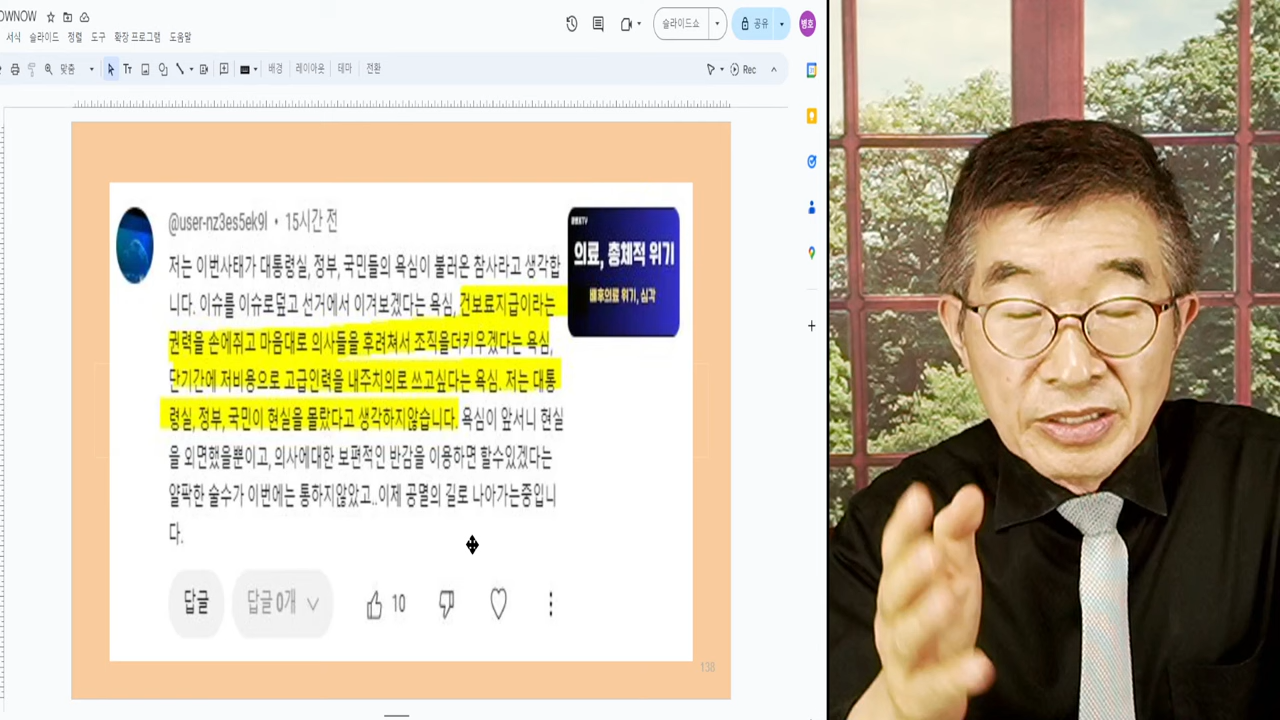 OWNOW
서식 슬라이드 정렬 도구 확장 프로그램 도움말
슬라이드쇼
공유
병호
맞춤
Tт
배경 레이아웃 테마 전환
Rec
@user-nz3es5ek9l • 15시간 전
저는 이번사태가 대통령실, 정부, 국민들의 욕심이 불러온 참사라고 생각합
니다. 이슈를 이슈로덮고 선거에서 이겨보겠다는 욕심, 건보료지급이라는
권력을 손에쥐고 마음대로 의사들을 후려쳐서 조직을더키우겠다는 욕심,
단기간에 저비용으로 고급인력을 내주치의로 쓰고싶다는 욕심. 저는 대통
령실, 정부, 국민이 현실을 몰랐다고 생각하지않습니다. 욕심이 앞서니 현실
을 외면했을뿐이고, 의사에대한 보편적인 반감을 이용하면 할수있겠다는
얄팍한 술수가 이번에는 통하지않았고..이제 공멸의 길로 나아가는중입니
다.
의료, 총체적 위기
배후의료 위기, 심각
답글
답글 0개
10
138